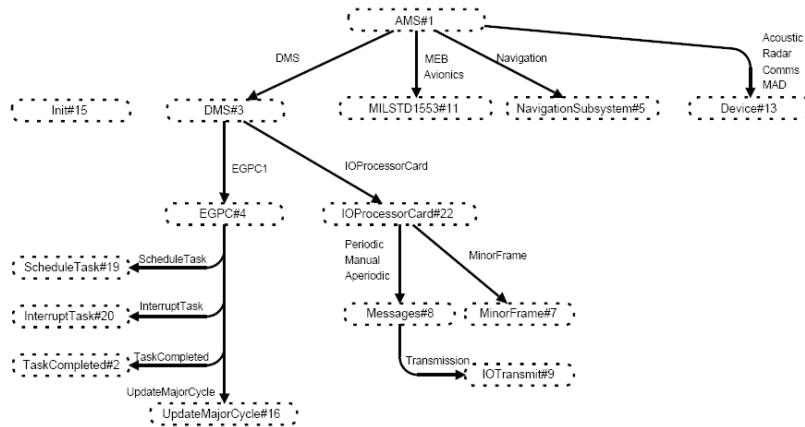 AMS#1
DMS
MEB
Avionics
Navigation
Acoustic
Radar
Comms
MAD
Init#15
DMS#3
MILSTD1553#11
NavigationSubsystem#5
Device#13
EGPC1
IOProcessorCard
EGPC#4
IOProcessorCard#22
Periodic
Manual
Aperiodic
MinorFrame
ScheduleTask
ScheduleTask#19
InterruptTask
InterruptTask#20
Messages#8
MinorFrame#7
TaskCompleted
TaskCompleted#2
Transmission
IOTransmit#9
UpdateMajorCycle
UpdateMajorCycle#16